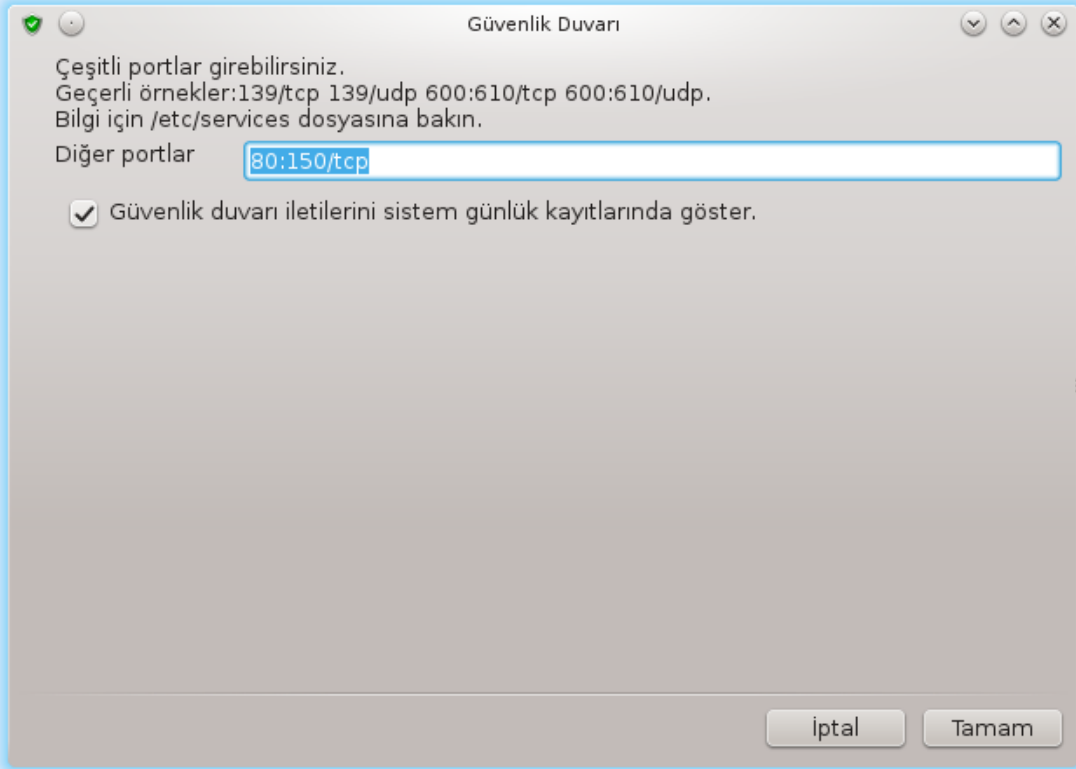 Güvenlik Duvarı
Çeşitli portlar girebilirsiniz.
Geçerli örnekler:139/tcp 139/udp 600:610/tcp 600:610/udp.
Bilgi için /etc/services dosyasına bakın.
Diğer portlar
80:150/tcp
Güvenlik duvarı iletilerini sistem günlük kayıtlarında göster.
İptal
Tamam